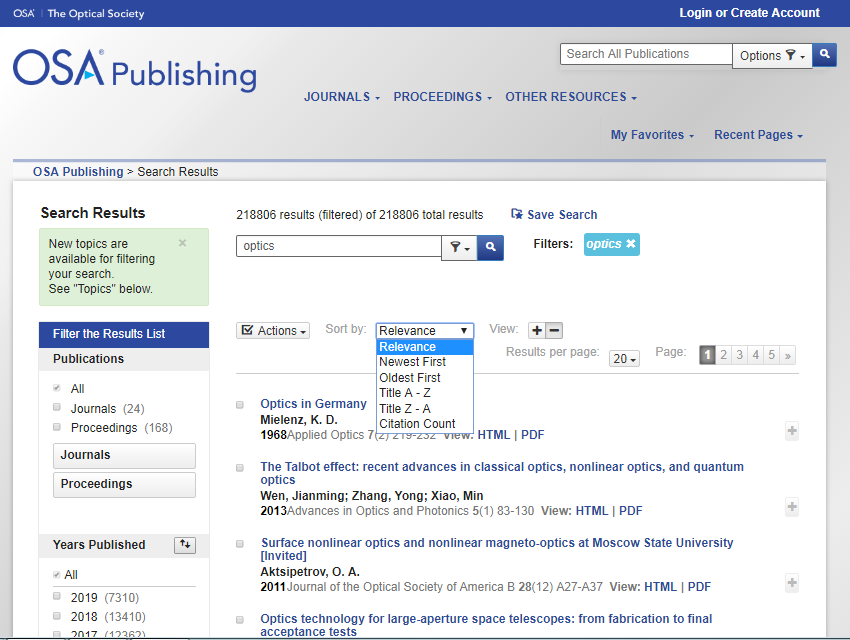 OSA | The Optical Society
Login or Create Account
OSA® Publishing
Search All Publications
Options
JOURNALS
PROCEEDINGS
OTHER RESOURCES
My Favorites
Recent Pages
OSA Publishing > Search Results
Search Results
New topics are
available for filtering
your search.
See "Topics" below.
×
218806 results (filtered) of 218806 total results
Save Search
optics
Filters:
optics ✖
Filter the Results List
Publications
All
Journals (24)
Proceedings (168)
Journals
Proceedings
Years Published
All
2019 (7310)
2018 (13410)
2017 (12362)
Actions
Sort by:
Relevance
Relevance
Newest First
Oldest First
Title A - Z
Title Z - A
Citation Count
View:
+ −
Results per page:
20
Page:
1 2 3 4 5 »
Optics in Germany
Mielenz, K. D.
1968Applied Optics 7(2) 219-232 View: HTML | PDF
The Talbot effect: recent advances in classical optics, nonlinear optics, and quantum
optics
Wen, Jianming; Zhang, Yong; Xiao, Min
2013Advances in Optics and Photonics 5(1) 83-130 View: HTML | PDF
Surface nonlinear optics and nonlinear magneto-optics at Moscow State University
[Invited]
Aktsipetrov, O. A.
2011Journal of the Optical Society of America B 28(12) A27-A37 View: HTML | PDF
Optics technology for large-aperture space telescopes: from fabrication to final
acceptance tests